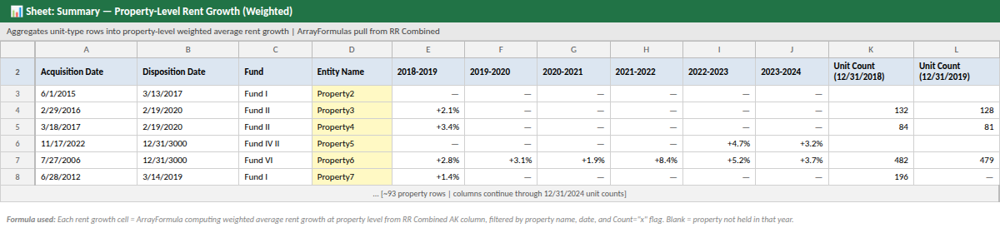 📊 Sheet: Summary — Property-Level Rent Growth (Weighted)
Aggregates unit-type rows into property-level weighted average rent growth | ArrayFormulas pull from RR Combined
A B C D E F G H I J K L
2 Acquisition Date Disposition Date Fund Entity Name 2018-2019 2019-2020 2020-2021 2021-2022 2022-2023 2023-2024 Unit Count (12/31/2018) Unit Count (12/31/2019)
3 6/1/2015 3/13/2017 Fund I Property2 — — — — — —
4 2/29/2016 2/19/2020 Fund II Property3 +2.1% — — — — — 132 128
5 3/18/2017 2/19/2020 Fund II Property4 +3.4% — — — — — 84 81
6 11/17/2022 12/31/3000 Fund IV II Property5 — — — — +4.7% +3.2%
7 7/27/2006 12/31/3000 Fund VI Property6 +2.8% +3.1% +1.9% +8.4% +5.2% +3.7% 482 479
8 6/28/2012 3/14/2019 Fund I Property7 +1.4% — — — — — 196 —
... [~93 property rows | columns continue through 12/31/2024 unit counts]
Formula used: Each rent growth cell = ArrayFormula computing weighted average rent growth at property level from RR Combined AK column, filtered by property name, date, and Count="x" flag. Blank = property not held in that year.